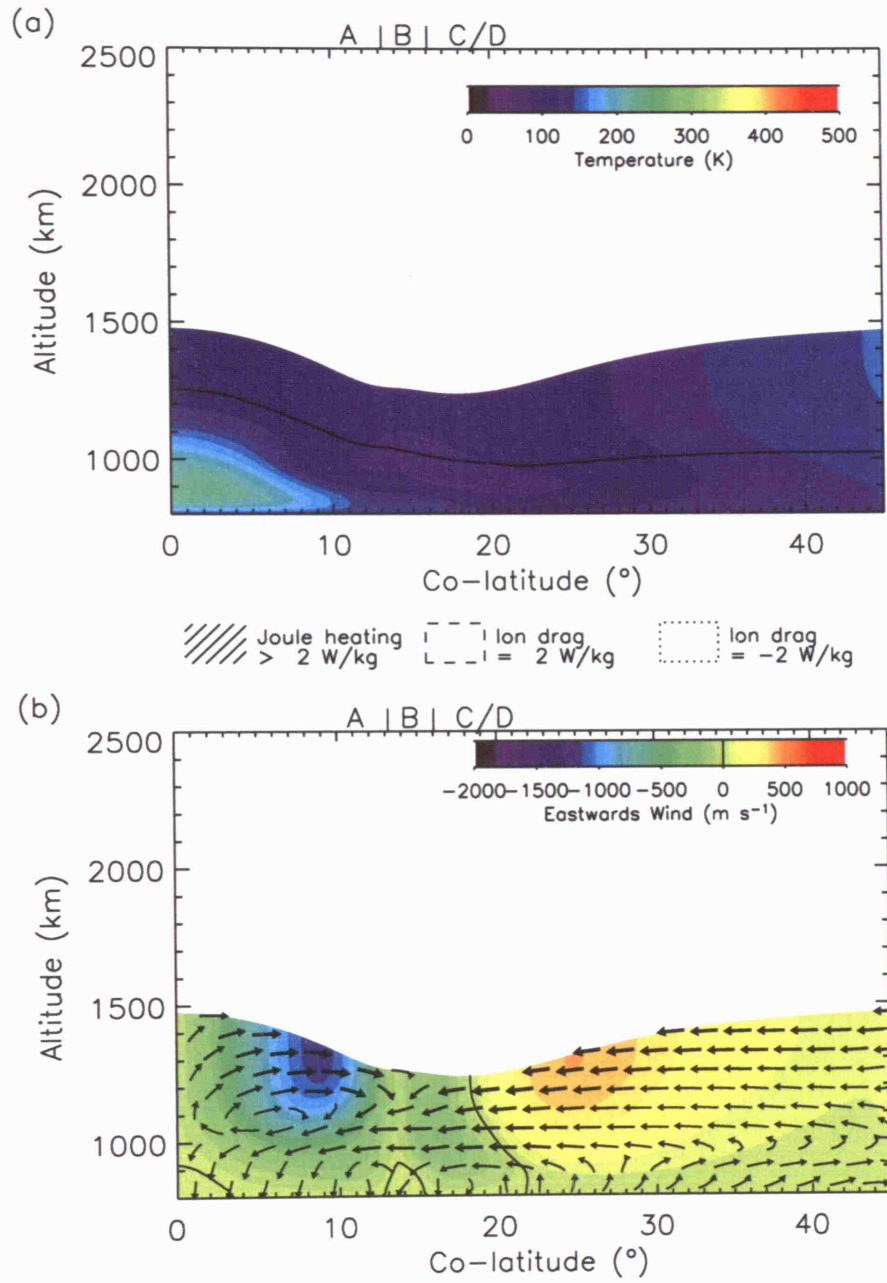 (a)
A |B| C/D
2500
2000
1500
1000
Altitude (km)
0 100 200 300 400 500
Temperature (K)
0 10 20 30 40
Co-latitude (°)
Joule heating
> 2 W/kg
Ion drag
= 2 W/kg
Ion drag
= -2 W/kg
(b)
A |B| C/D
2500
2000
1500
1000
Altitude (km)
-2000-1500-1000 -500 0 500 1000
Eastwards Wind (m s⁻¹)
0 10 20 30 40
Co-latitude (°)